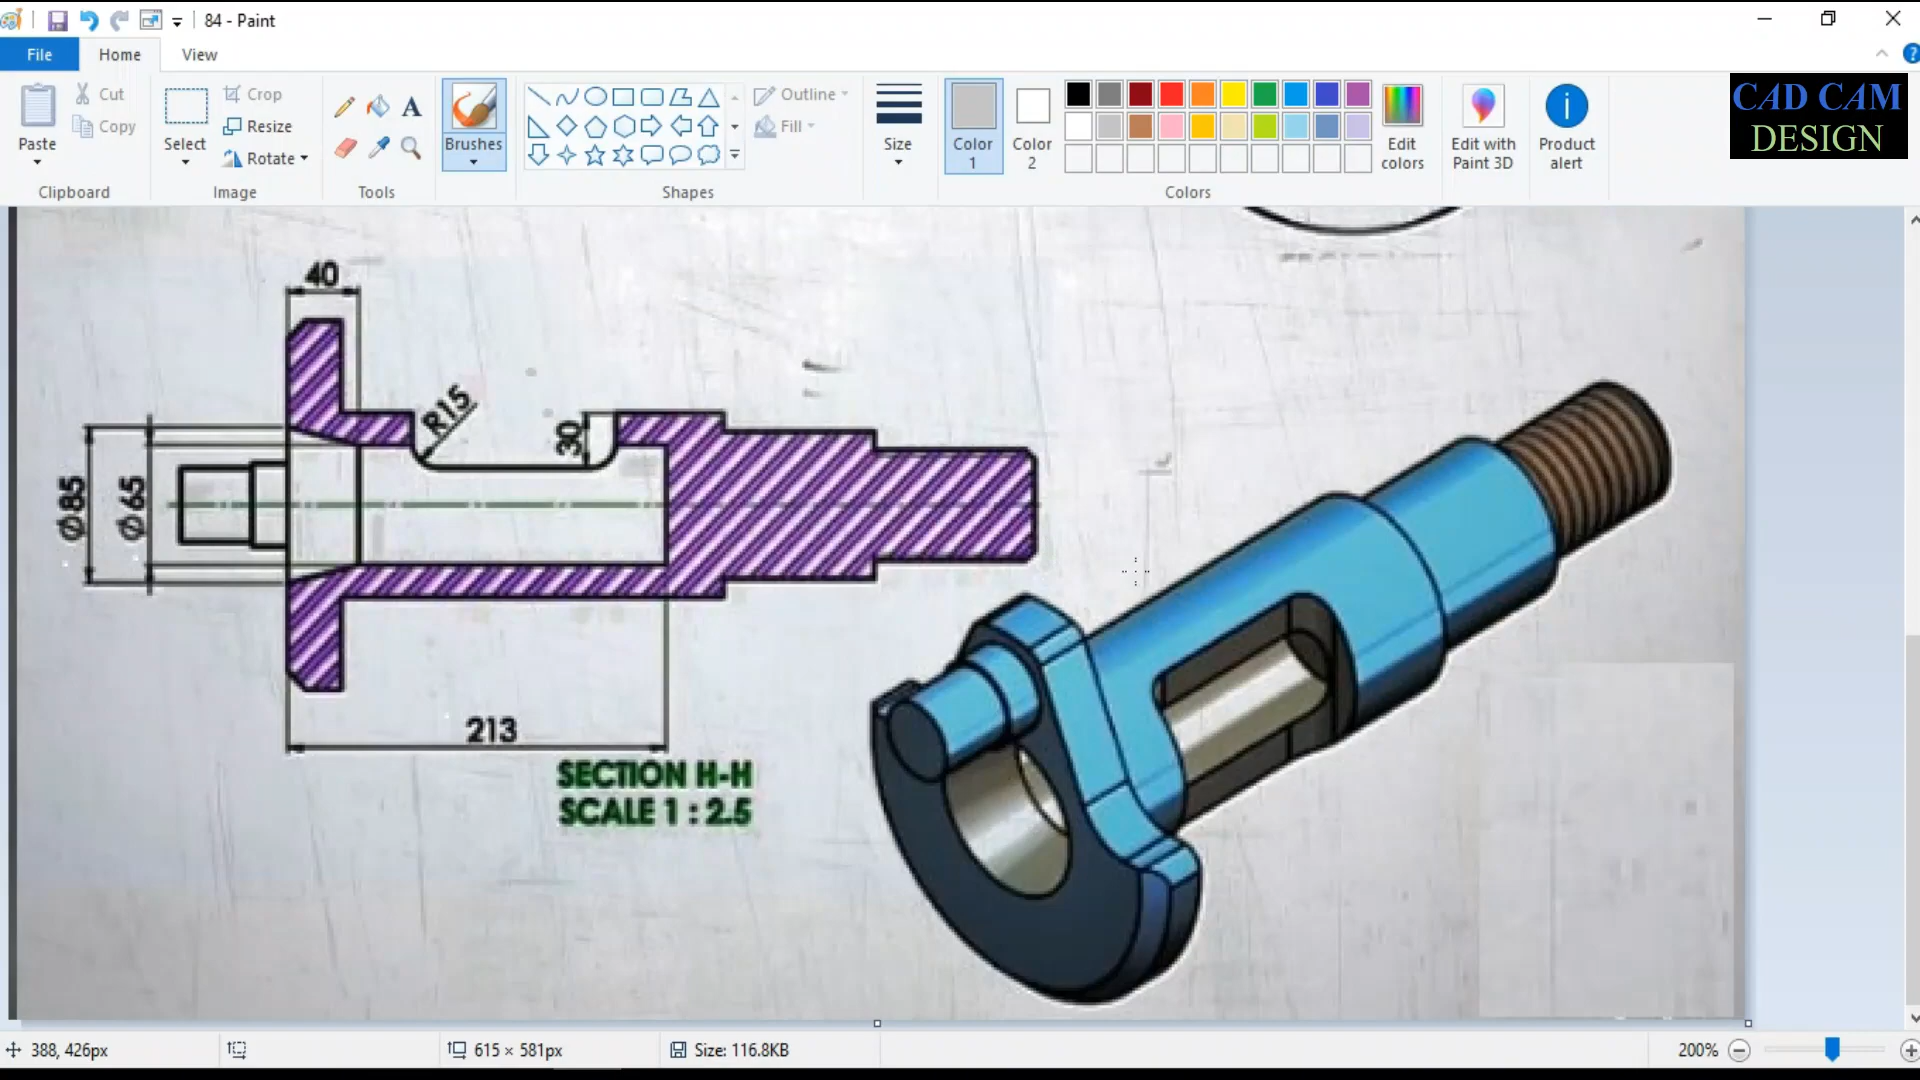 84 - Paint
File Home View
Paste
Cut
Copy
Clipboard
Select
Crop
Resize
Rotate
Image
A
Tools
Brushes
Shapes
Outline
Fill
Size
Color
1
Color
2
Colors
Edit
colors
Edit with
Paint 3D
Product
alert
CAD CAM
DESIGN
40
R15
30
Ø85
Ø65
213
SECTION H-H
SCALE 1 : 2.5
388, 426px
615 × 581px
Size: 116.8KB
200%